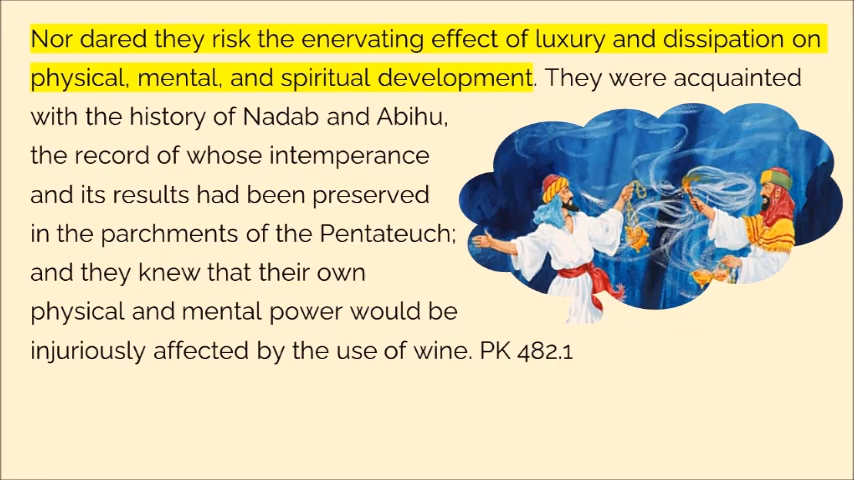 Nor dared they risk the enervating effect of luxury and dissipation on
physical, mental, and spiritual development. They were acquainted
with the history of Nadab and Abihu,
the record of whose intemperance
and its results had been preserved
in the parchments of the Pentateuch;
and they knew that their own
physical and mental power would be
injuriously affected by the use of wine. PK 482.1